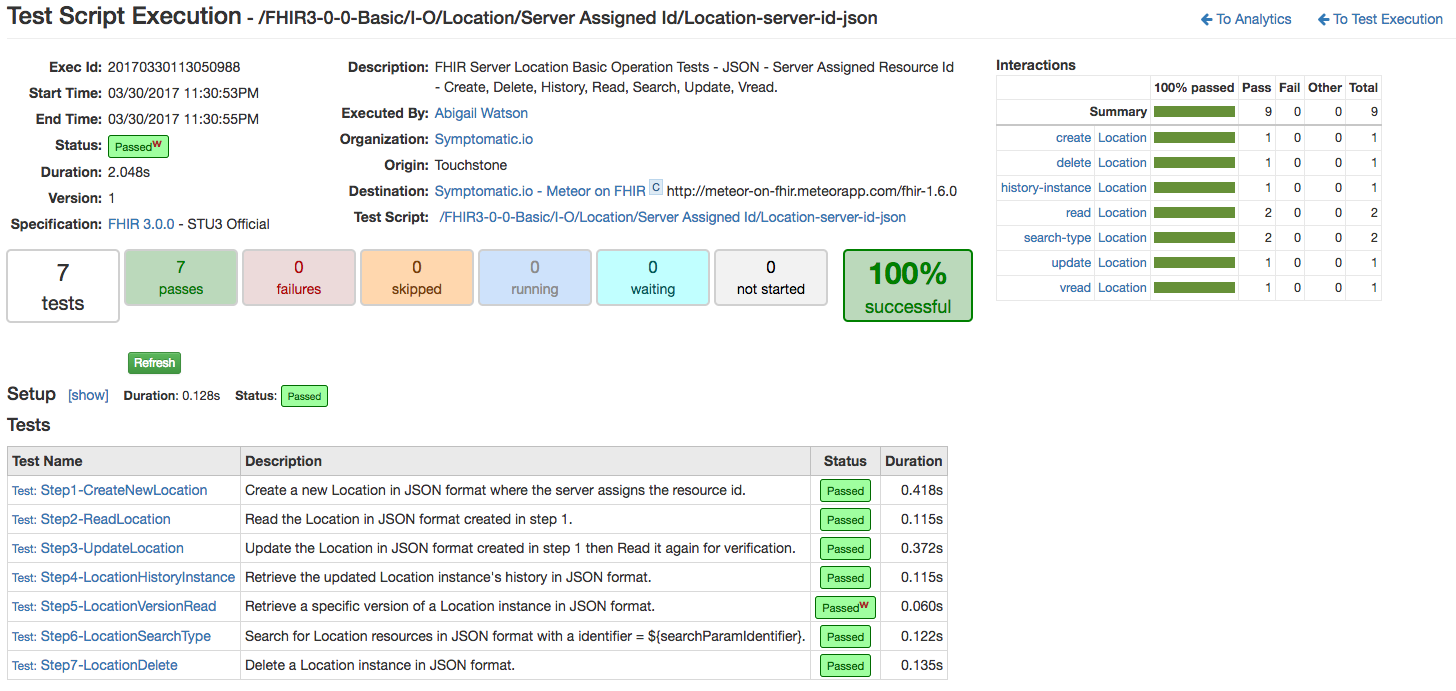 Test Script Execution - /FHIR3-0-0-Basic/I-O/Location/Server Assigned Id/Location-server-id-json
To Analytics To Test Execution
Exec Id: 20170330113050988
Start Time: 03/30/2017 11:30:53PM
End Time: 03/30/2017 11:30:55PM
Status: PassedW
Duration: 2.048s
Version: 1
Specification: FHIR 3.0.0 - STU3 Official
Description: FHIR Server Location Basic Operation Tests - JSON - Server Assigned Resource Id
- Create, Delete, History, Read, Search, Update, Vread.
Executed By: Abigail Watson
Organization: Symptomatic.io
Origin: Touchstone
Destination: Symptomatic.io - Meteor on FHIR C http://meteor-on-fhir.meteorapp.com/fhir-1.6.0
Test Script: /FHIR3-0-0-Basic/I-O/Location/Server Assigned Id/Location-server-id-json
Interactions
100% passed Pass Fail Other Total
Summary 9 0 0 9
create Location 1 0 0 1
delete Location 1 0 0 1
history-instance Location 1 0 0 1
read Location 2 0 0 2
search-type Location 2 0 0 2
update Location 1 0 0 1
vread Location 1 0 0 1
7 tests
7 passes
0 failures
0 skipped
0 running
0 waiting
0 not started
100% successful
Refresh
Setup [show] Duration: 0.128s Status: Passed
Tests
Test Name Description Status Duration
Test: Step1-CreateNewLocation Create a new Location in JSON format where the server assigns the resource id. Passed 0.418s
Test: Step2-ReadLocation Read the Location in JSON format created in step 1. Passed 0.115s
Test: Step3-UpdateLocation Update the Location in JSON format created in step 1 then Read it again for verification. Passed 0.372s
Test: Step4-LocationHistoryInstance Retrieve the updated Location instance's history in JSON format. Passed 0.115s
Test: Step5-LocationVersionRead Retrieve a specific version of a Location instance in JSON format. PassedW 0.060s
Test: Step6-LocationSearchType Search for Location resources in JSON format with a identifier = ${searchParamIdentifier}. Passed 0.122s
Test: Step7-LocationDelete Delete a Location instance in JSON format. Passed 0.135s